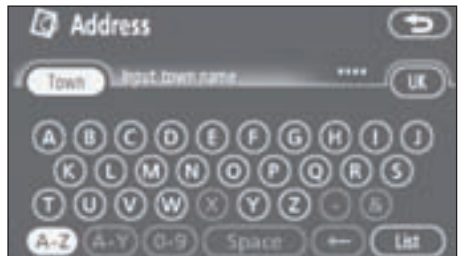 Address
Town Input town name **** UK
A B C D E F G H I J
K L M N O P Q R S
T U V W X Y Z - &
A-Z À-Ý 0-9 Space ← List